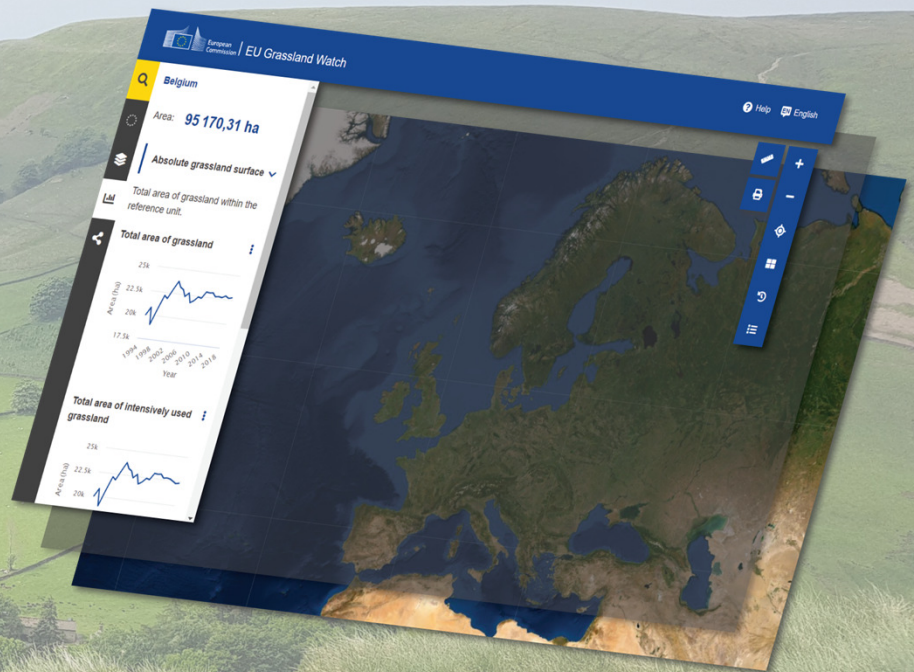 European
Commission
EU Grassland Watch
Help
EN English
Belgium
Area: 95 170,31 ha
Absolute grassland surface
Total area of grassland within the
reference unit.
Total area of grassland
25k
22.5k
20k
17.5k
Area (ha)
1994 1998 2002 2006 2010 2014 2018
Year
Total area of intensively used
grassland
25k
22.5k
20k
Area (ha)